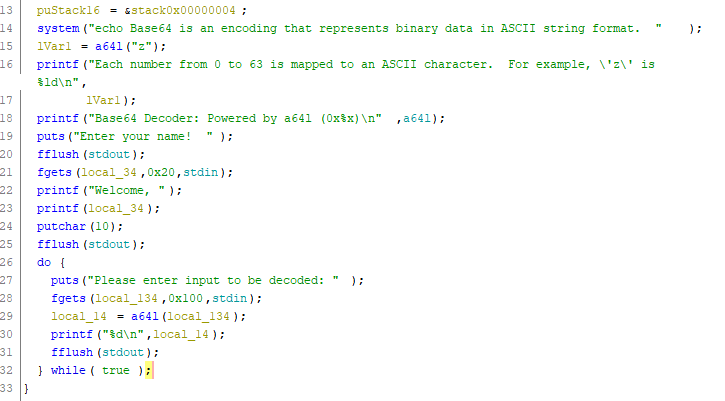 13 puStack16 = &stack0x00000004 ;
14 system("echo Base64 is an encoding that represents binary data in ASCII string format.  " );
15 lVar1 = a64l("z");
16 printf("Each number from 0 to 63 is mapped to an ASCII character.  For example, \'z\' is
%ld\n",
17 lVar1);
18 printf("Base64 Decoder: Powered by a64l (0x%x)\n" ,a64l);
19 puts("Enter your name!  " );
20 fflush(stdout);
21 fgets(local_34,0x20,stdin);
22 printf("Welcome, ");
23 printf(local_34);
24 putchar(10);
25 fflush(stdout);
26 do {
27 puts("Please enter input to be decoded: " );
28 fgets(local_134,0x100,stdin);
29 local_14 = a64l(local_134);
30 printf("%d\n",local_14);
31 fflush(stdout);
32 } while( true );
33 }